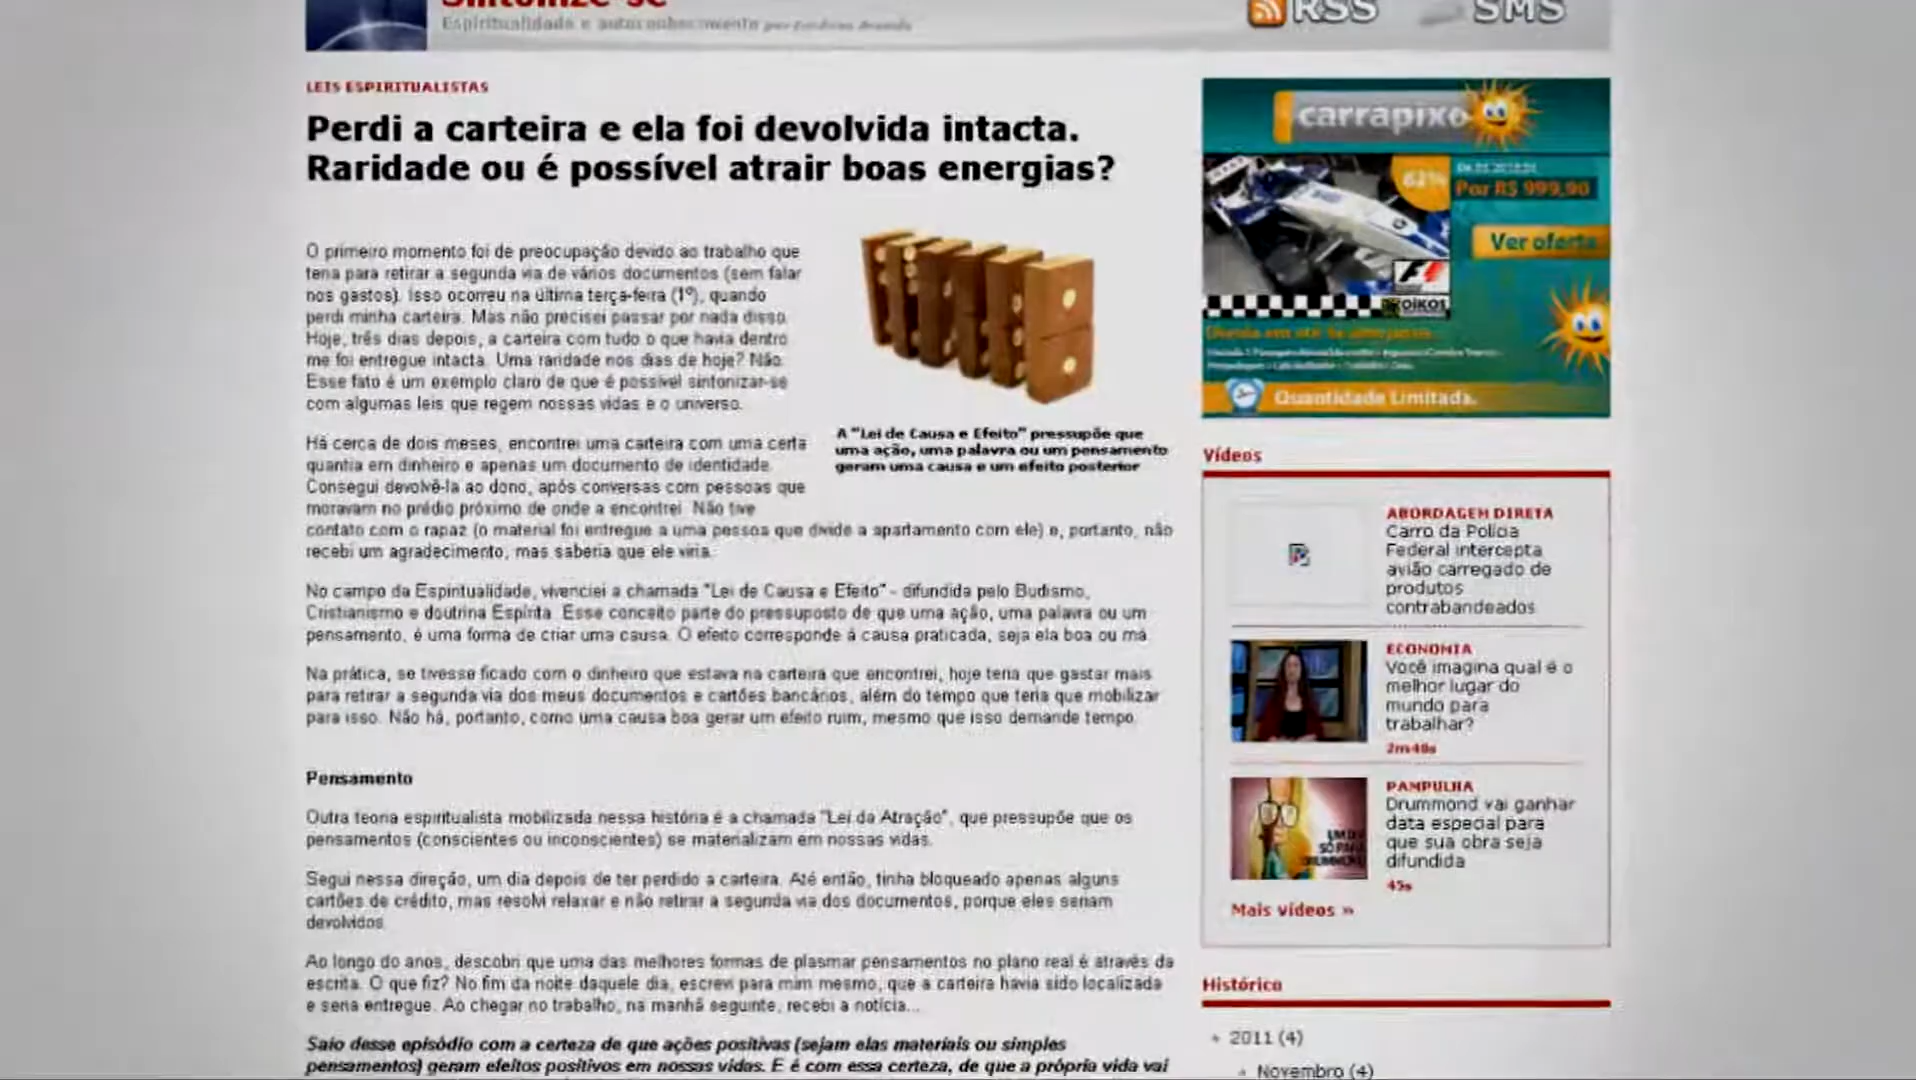 Sintonize-se
Espiritualidade e autoconhecimento por
RSS
SMS
LEIS ESPIRITUALISTAS
Perdi a carteira e ela foi devolvida intacta.
Raridade ou é possível atrair boas energias?
O primeiro momento foi de preocupação devido ao trabalho que
teria para retirar a segunda via de vários documentos (sem falar
nos gastos). Isso ocorreu na última terça-feira (1º), quando
perdi minha carteira. Mas não precisei passar por nada disso.
Hoje, três dias depois, a carteira com tudo o que havia dentro
me foi entregue intacta. Uma raridade nos dias de hoje? Não.
Esse fato é um exemplo claro de que é possível sintonizar-se
com algumas leis que regem nossas vidas e o universo.
A "Lei de Causa e Efeito" pressupõe que
uma ação, uma palavra ou um pensamento
geram uma causa e um efeito posterior
Há cerca de dois meses, encontrei uma carteira com uma certa
quantia em dinheiro e apenas um documento de identidade.
Consegui devolvê-la ao dono, após conversas com pessoas que
moravam no prédio próximo de onde a encontrei. Não tive
contato com o rapaz (o material foi entregue a uma pessoa que divide a apartamento com ele) e, portanto, não
recebi um agradecimento, mas saberia que ele viria.
No campo da Espiritualidade, vivenciei a chamada "Lei de Causa e Efeito" - difundida pelo Budismo,
Cristianismo e doutrina Espírita. Esse conceito parte do pressuposto de que uma ação, uma palavra ou um
pensamento, é uma forma de criar uma causa. O efeito corresponde à causa praticada, seja ela boa ou má.
Na prática, se tivesse ficado com o dinheiro que estava na carteira que encontrei, hoje teria que gastar mais
para retirar a segunda via dos meus documentos e cartões bancários, além do tempo que teria que mobilizar
para isso. Não há, portanto, como uma causa boa gerar um efeito ruim, mesmo que isso demande tempo.
Pensamento
Outra teoria espiritualista mobilizada nessa história é a chamada "Lei da Atração", que pressupõe que os
pensamentos (conscientes ou inconscientes) se materializam em nossas vidas.
Segui nessa direção, um dia depois de ter perdido a carteira. Até então, tinha bloqueado apenas alguns
cartões de crédito, mas resolvi relaxar e não retirar a segunda via dos documentos, porque eles seriam
devolvidos.
Ao longo do anos, descobri que uma das melhores formas de plasmar pensamentos no plano real é através da
escrita. O que fiz? No fim da noite daquele dia, escrevi para mim mesmo, que a carteira havia sido localizada
e seria entregue. Ao chegar no trabalho, na manhã seguinte, recebi a notícia...
Saio desse episódio com a certeza de que ações positivas (sejam elas materiais ou simples
pensamentos) geram efeitos positivos em nossas vidas. E é com essa certeza, de que a própria vida vai
carrapixo
62%
Por R$ 999,90
Ver oferta
F1
OIKOS
Quantidade Limitada.
Vídeos
ABORDAGEM DIRETA
Carro da Polícia
Federal intercepta
avião carregado de
produtos
contrabandeados
ECONOMIA
Você imagina qual é o
melhor lugar do
mundo para
trabalhar?
2m48s
PAMPULHA
Drummond vai ganhar
data especial para
que sua obra seja
difundida
45s
Mais vídeos »
Histórico
2011 (4)
Novembro (4)